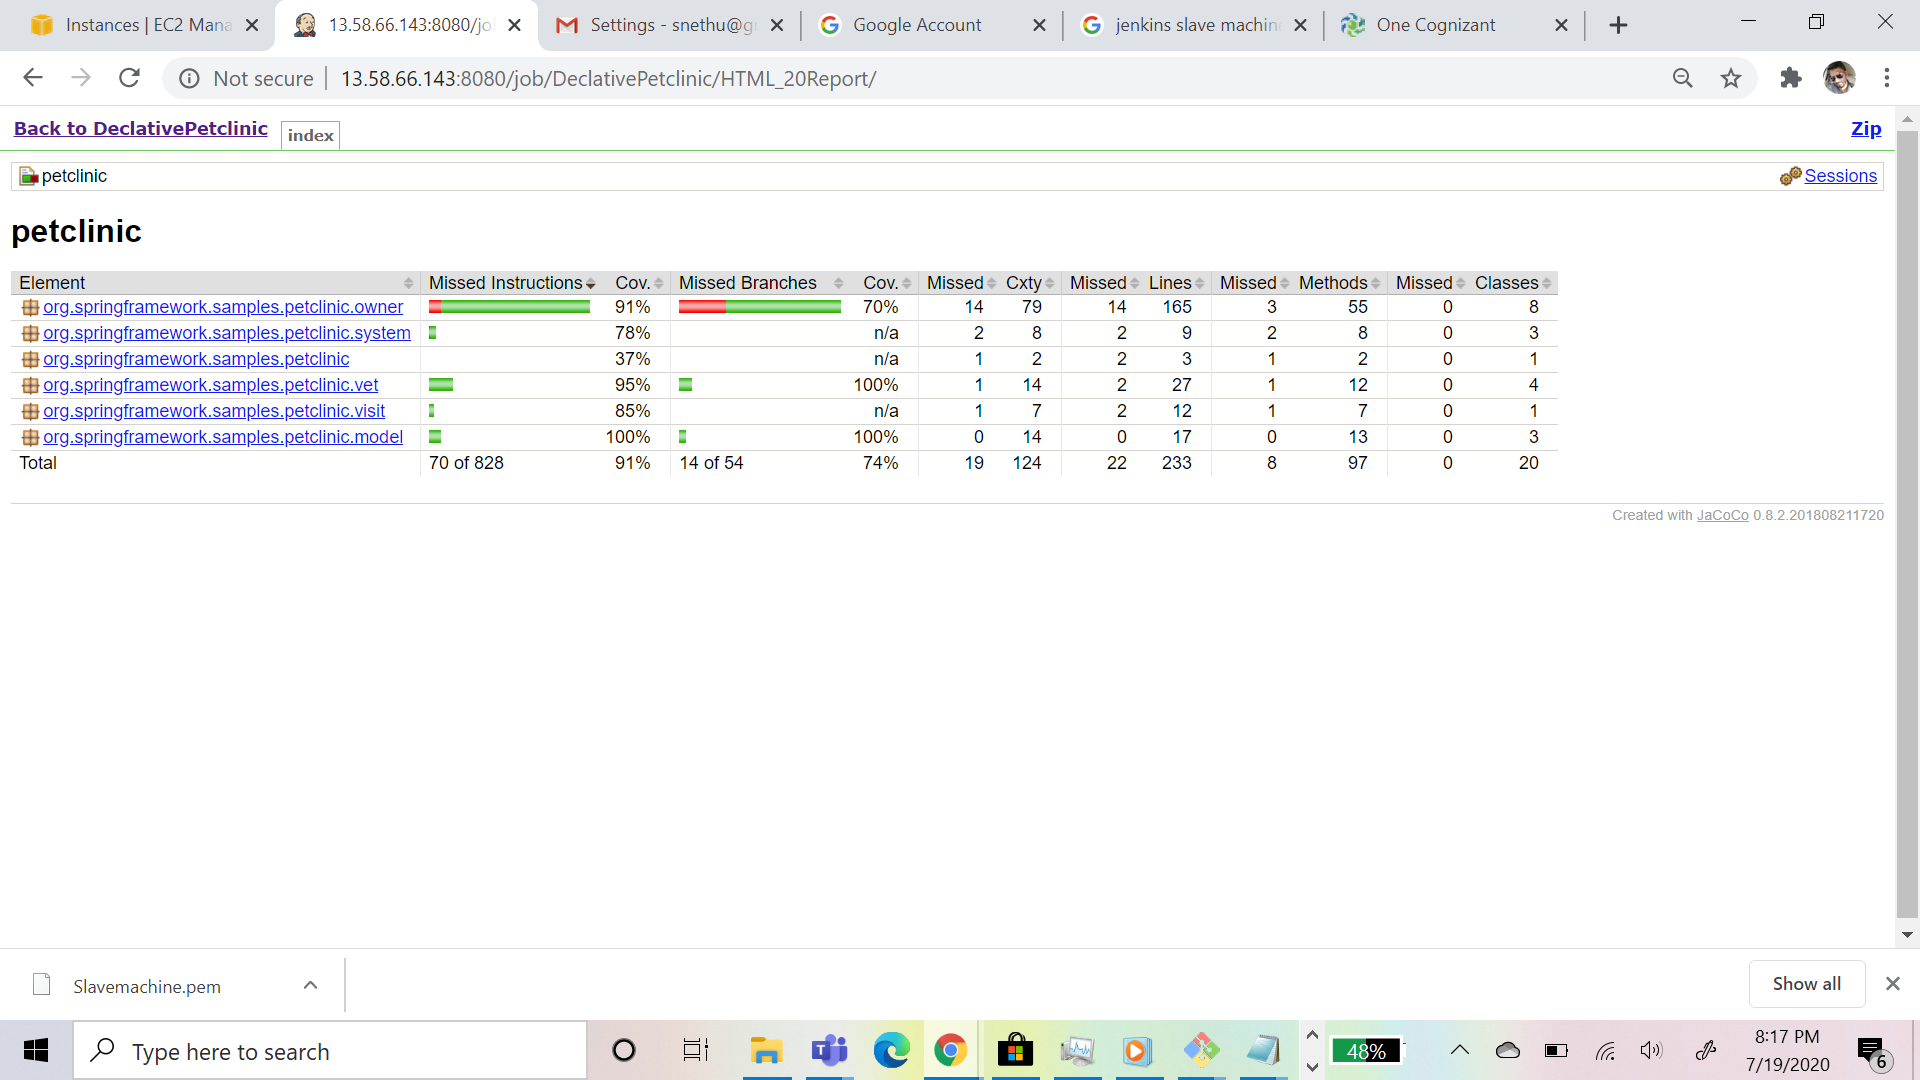 Instances | EC2 Mana
13.58.66.143:8080/jo
Settings - snethu@g
Google Account
jenkins slave machin
One Cognizant
Not secure | 13.58.66.143:8080/job/DeclativePetclinic/HTML_20Report/
Back to DeclativePetclinic index Zip
petclinic Sessions
petclinic
Element Missed Instructions Cov. Missed Branches Cov. Missed Cxty Missed Lines Missed Methods Missed Classes
org.springframework.samples.petclinic.owner 91% 70% 14 79 14 165 3 55 0 8
org.springframework.samples.petclinic.system 78% n/a 2 8 2 9 2 8 0 3
org.springframework.samples.petclinic 37% n/a 1 2 2 3 1 2 0 1
org.springframework.samples.petclinic.vet 95% 100% 1 14 2 27 1 12 0 4
org.springframework.samples.petclinic.visit 85% n/a 1 7 2 12 1 7 0 1
org.springframework.samples.petclinic.model 100% 100% 0 14 0 17 0 13 0 3
Total 70 of 828 91% 14 of 54 74% 19 124 22 233 8 97 0 20
Created with JaCoCo 0.8.2.201808211720
Slavemachine.pem
Show all
Type here to search
48%
8:17 PM
7/19/2020
6